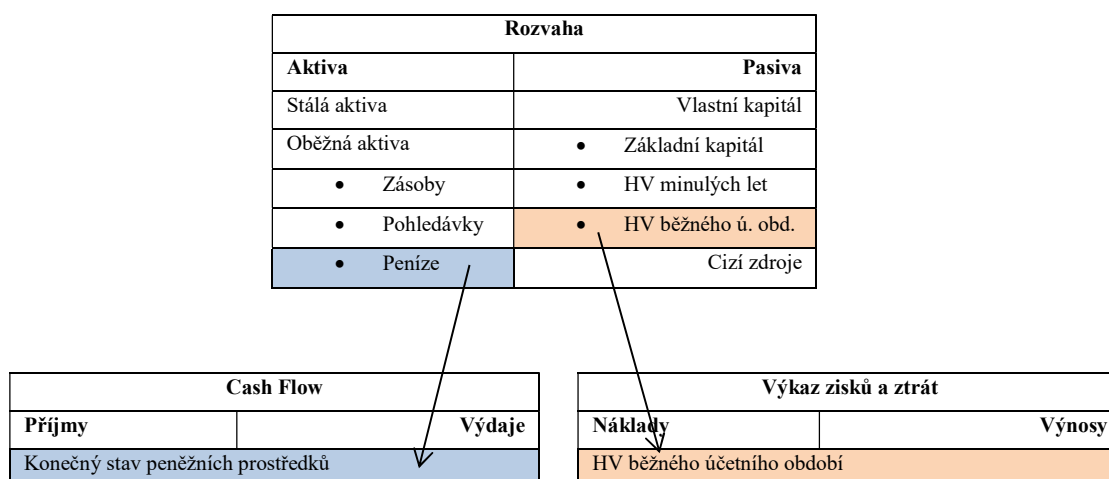 Rozvaha
Aktiva Pasiva
Stálá aktiva Vlastní kapitál
Oběžná aktiva • Základní kapitál
• Zásoby • HV minulých let
• Pohledávky • HV běžného ú. obd.
• Peníze Cizí zdroje
Cash Flow
Příjmy Výdaje
Konečný stav peněžních prostředků
Výkaz zisků a ztrát
Náklady Výnosy
HV běžného účetního období